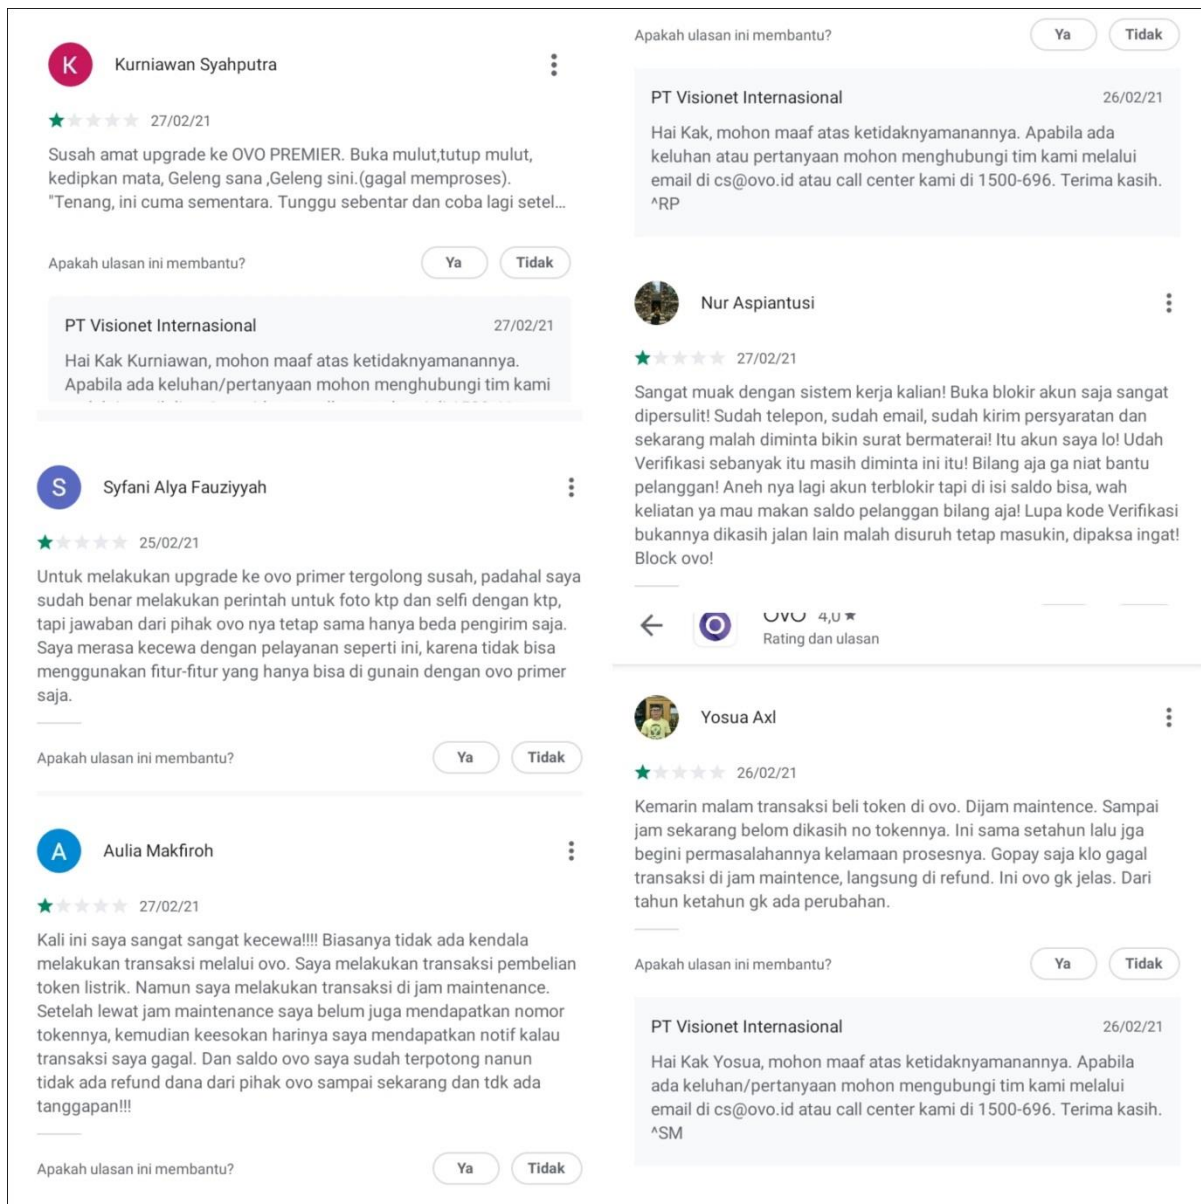 K
Kurniawan Syahputra
27/02/21
Susah amat upgrade ke OVO PREMIER. Buka mulut,tutup mulut,
kedipkan mata, Geleng sana ,Geleng sini.(gagal memproses).
"Tenang, ini cuma sementara. Tunggu sebentar dan coba lagi setel...
Apakah ulasan ini membantu?
Ya
Tidak
PT Visionet Internasional
27/02/21
Hai Kak Kurniawan, mohon maaf atas ketidaknyamanannya.
Apabila ada keluhan/pertanyaan mohon menghubungi tim kami
S
Syfani Alya Fauziyyah
25/02/21
Untuk melakukan upgrade ke ovo primer tergolong susah, padahal saya
sudah benar melakukan perintah untuk foto ktp dan selfi dengan ktp,
tapi jawaban dari pihak ovo nya tetap sama hanya beda pengirim saja.
Saya merasa kecewa dengan pelayanan seperti ini, karena tidak bisa
menggunakan fitur-fitur yang hanya bisa di gunain dengan ovo primer
saja.
Apakah ulasan ini membantu?
Ya
Tidak
A
Aulia Makfiroh
27/02/21
Kali ini saya sangat sangat kecewa!!!! Biasanya tidak ada kendala
melakukan transaksi melalui ovo. Saya melakukan transaksi pembelian
token listrik. Namun saya melakukan transaksi di jam maintenance.
Setelah lewat jam maintenance saya belum juga mendapatkan nomor
tokennya, kemudian keesokan harinya saya mendapatkan notif kalau
transaksi saya gagal. Dan saldo ovo saya sudah terpotong nanun
tidak ada refund dana dari pihak ovo sampai sekarang dan tdk ada
tanggapan!!!
Apakah ulasan ini membantu?
Ya
Tidak
Apakah ulasan ini membantu?
Ya
Tidak
PT Visionet Internasional
26/02/21
Hai Kak, mohon maaf atas ketidaknyamanannya. Apabila ada
keluhan atau pertanyaan mohon menghubungi tim kami melalui
email di cs@ovo.id atau call center kami di 1500-696. Terima kasih.
^RP
Nur Aspiantusi
27/02/21
Sangat muak dengan sistem kerja kalian! Buka blokir akun saja sangat
dipersulit! Sudah telepon, sudah email, sudah kirim persyaratan dan
sekarang malah diminta bikin surat bermaterai! Itu akun saya lo! Udah
Verifikasi sebanyak itu masih diminta ini itu! Bilang aja ga niat bantu
pelanggan! Aneh nya lagi akun terblokir tapi di isi saldo bisa, wah
keliatan ya mau makan saldo pelanggan bilang aja! Lupa kode Verifikasi
bukannya dikasih jalan lain malah disuruh tetap masukin, dipaksa ingat!
Block ovo!
OVO 4,0 ★
Rating dan ulasan
Yosua Axl
26/02/21
Kemarin malam transaksi beli token di ovo. Dijam maintence. Sampai
jam sekarang belom dikasih no tokennya. Ini sama setahun lalu jga
begini permasalahannya kelamaan prosesnya. Gopay saja klo gagal
transaksi di jam maintence, langsung di refund. Ini ovo gk jelas. Dari
tahun ketahun gk ada perubahan.
Apakah ulasan ini membantu?
Ya
Tidak
PT Visionet Internasional
26/02/21
Hai Kak Yosua, mohon maaf atas ketidaknyamanannya. Apabila
ada keluhan/pertanyaan mohon mengubungi tim kami melalui
email di cs@ovo.id atau call center kami di 1500-696. Terima kasih.
^SM